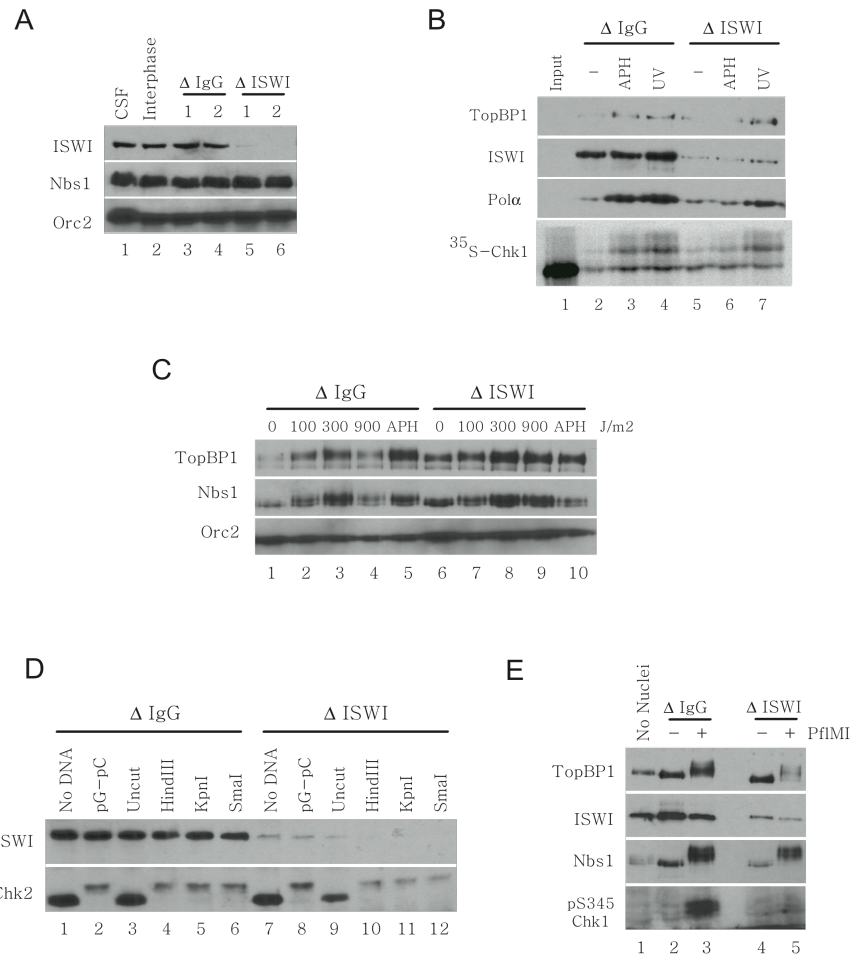 A
CSF
Interphase
Δ IgG
Δ ISWI
1 2 1 2
ISWI
Nbs1
Orc2
1 2 3 4 5 6
B
Δ IgG
Δ ISWI
Input
– APH UV – APH UV
TopBP1
ISWI
Polα
35S-Chk1
1 2 3 4 5 6 7
C
Δ IgG
Δ ISWI
0 100 300 900 APH 0 100 300 900 APH J/m2
TopBP1
Nbs1
Orc2
1 2 3 4 5 6 7 8 9 10
D
Δ IgG
Δ ISWI
No DNA pG-pC Uncut HindIII KpnI SmaI No DNA pG-pC Uncut HindIII KpnI SmaI
SWI
Chk2
1 2 3 4 5 6 7 8 9 10 11 12
E
No Nuclei
Δ IgG
Δ ISWI
– + – + PflMI
TopBP1
ISWI
Nbs1
pS345
Chk1
1 2 3 4 5